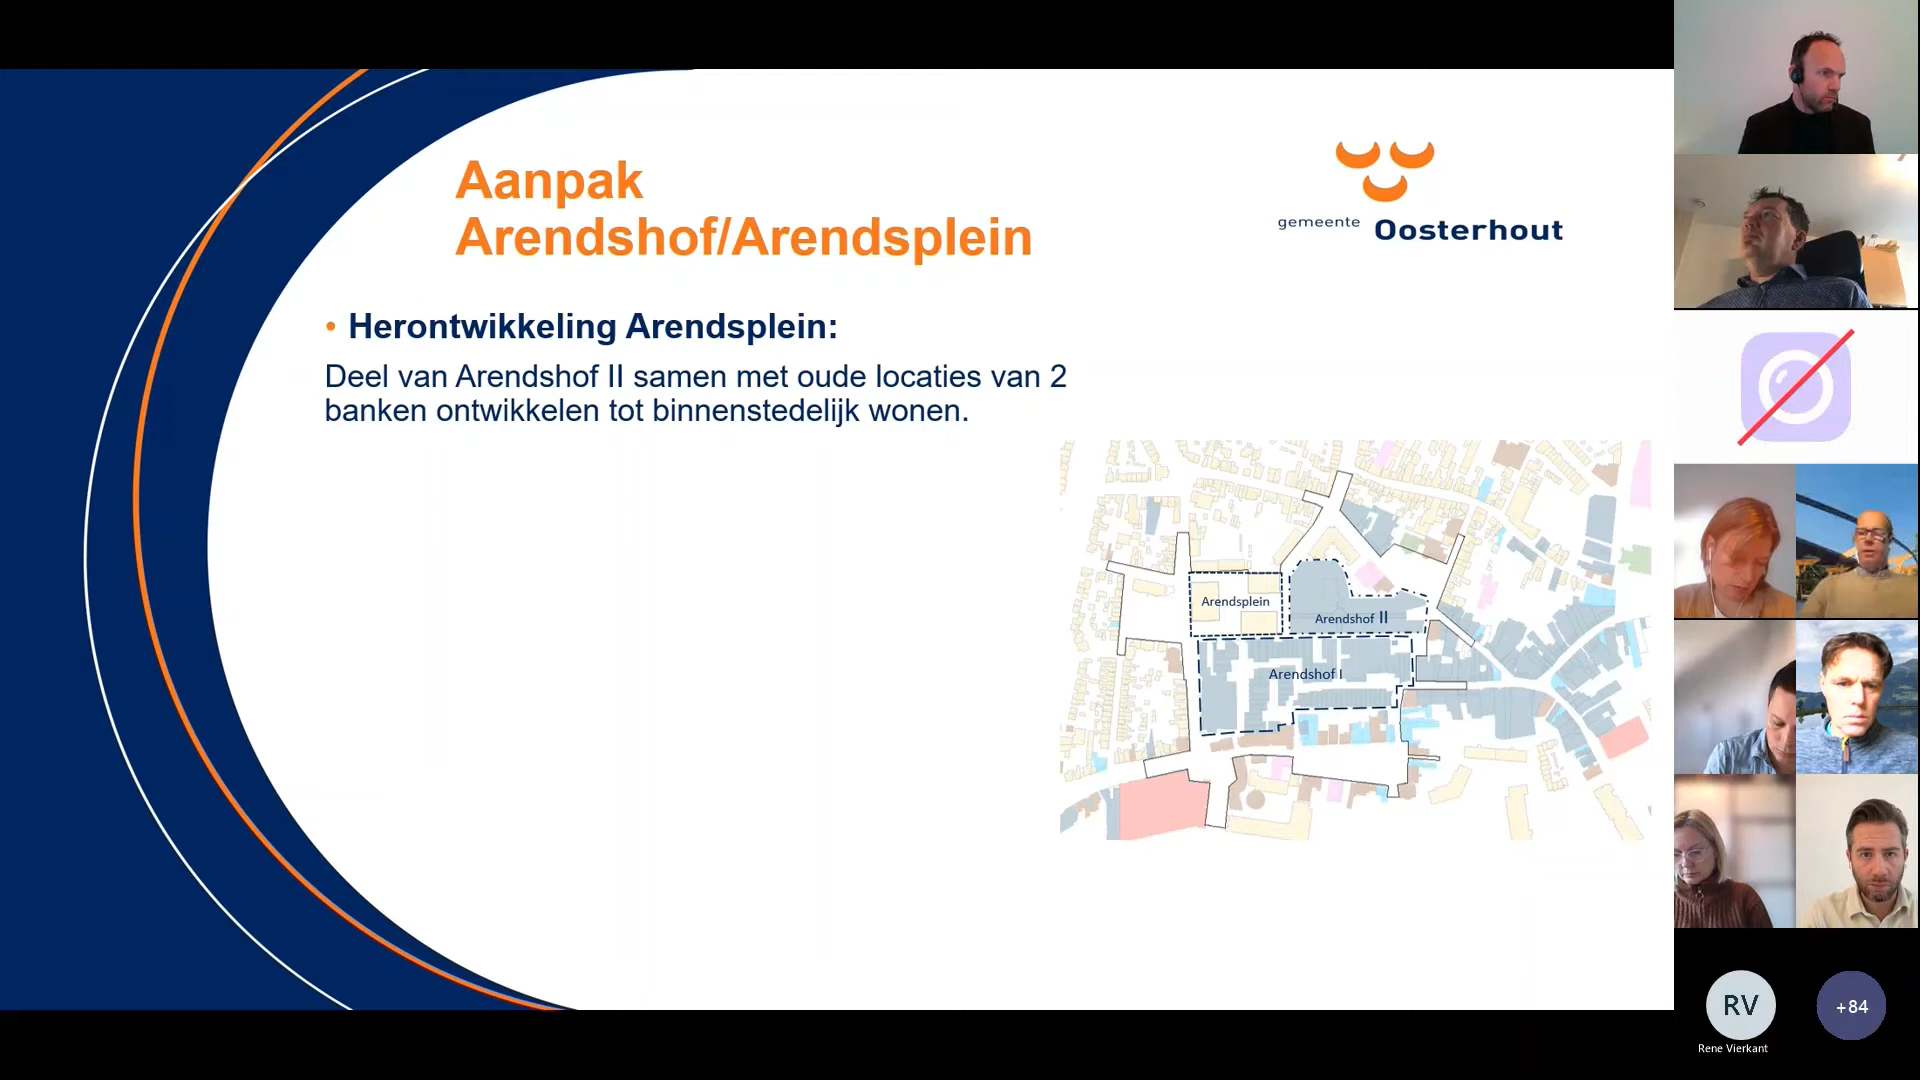 Aanpak
Arendshof/Arendsplein
gemeente Oosterhout
• Herontwikkeling Arendsplein:
Deel van Arendshof II samen met oude locaties van 2
banken ontwikkelen tot binnenstedelijk wonen.
Arendsplein
Arendshof II
Arendshof I
RV
+84
Rene Vierkant